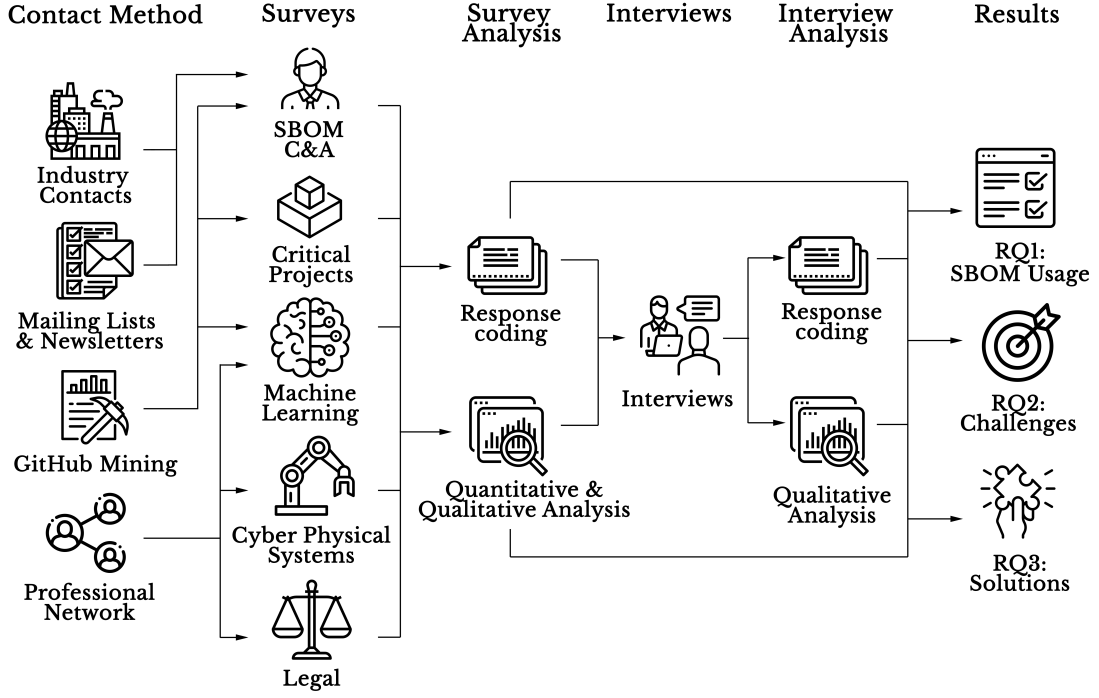 Contact Method
Surveys
Survey
Analysis
Interviews
Interview
Analysis
Results
Industry
Contacts
Mailing Lists
& Newsletters
GitHub Mining
Professional
Network
SBOM
C&A
Critical
Projects
Machine
Learning
Cyber Physical
Systems
Legal
Response
coding
Quantitative &
Qualitative Analysis
Interviews
Response
coding
Qualitative
Analysis
RQ1:
SBOM Usage
RQ2:
Challenges
RQ3:
Solutions